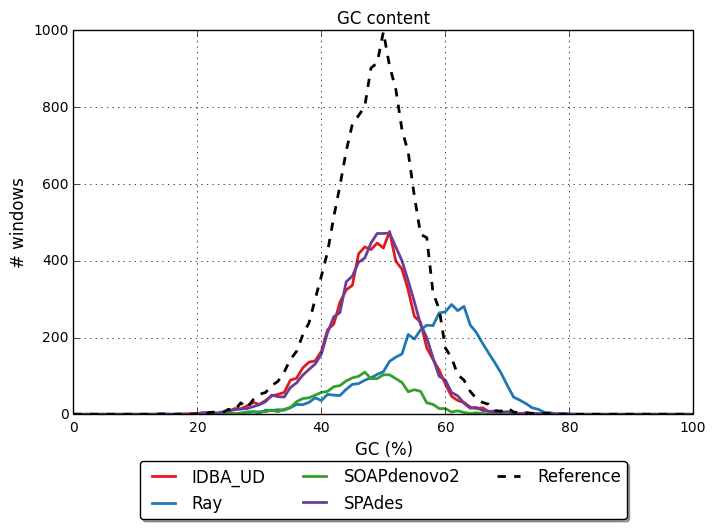 GC content
1000
800
600
400
200
0
# windows
0 20 40 60 80 100
GC (%)
IDBA_UD SOAPdenovo2 Reference
Ray SPAdes